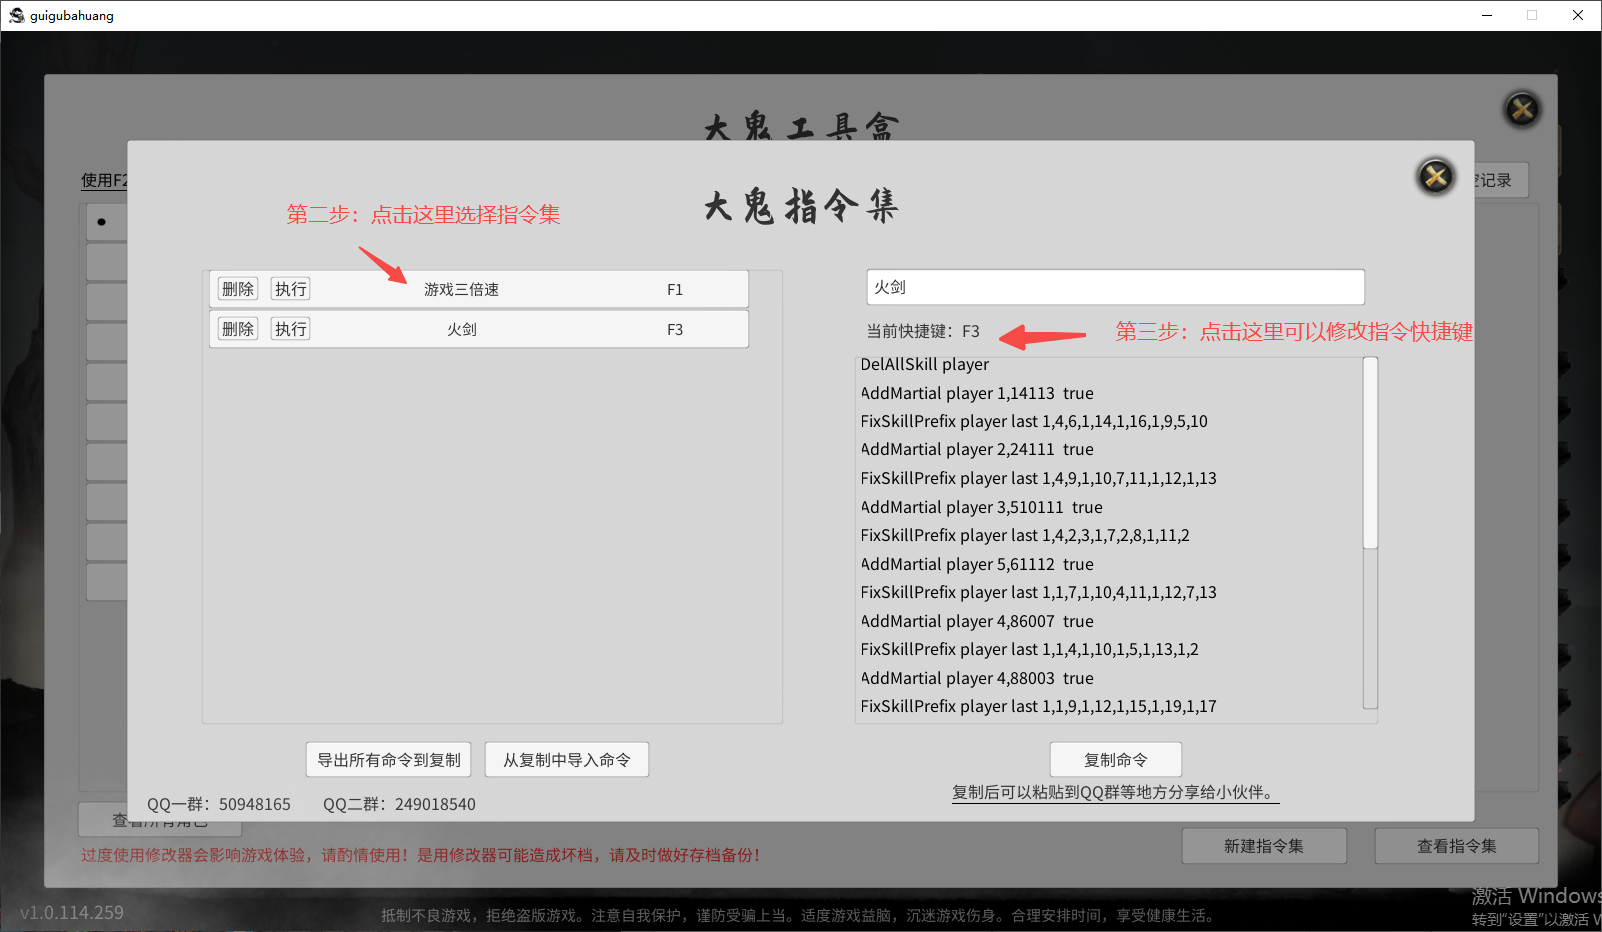 guigubahuang
大鬼工具盒
使用F2
空记录
大鬼指令集
第二步：点击这里选择指令集
删除 执行 游戏三倍速 F1
删除 执行 火剑 F3
火剑
当前快捷键：F3
第三步：点击这里可以修改指令快捷键
DelAllSkill player
AddMartial player 1,14113  true
FixSkillPrefix player last 1,4,6,1,14,1,16,1,9,5,10
AddMartial player 2,24111  true
FixSkillPrefix player last 1,4,9,1,10,7,11,1,12,1,13
AddMartial player 3,510111  true
FixSkillPrefix player last 1,4,2,3,1,7,2,8,1,11,2
AddMartial player 5,61112  true
FixSkillPrefix player last 1,1,7,1,10,4,11,1,12,7,13
AddMartial player 4,86007  true
FixSkillPrefix player last 1,1,4,1,10,1,5,1,13,1,2
AddMartial player 4,88003  true
FixSkillPrefix player last 1,1,9,1,12,1,15,1,19,1,17
导出所有命令到复制 从复制中导入命令
复制命令
复制后可以粘贴到QQ群等地方分享给小伙伴。
QQ一群：50948165 QQ二群：249018540
查看所有角色
新建指令集 查看指令集
过度使用修改器会影响游戏体验，请酌情使用！是用修改器可能造成坏档，请及时做好存档备份！
v1.0.114.259
抵制不良游戏，拒绝盗版游戏。注意自我保护，谨防受骗上当。适度游戏益脑，沉迷游戏伤身。合理安排时间，享受健康生活。
激活 Windows
转到"设置"以激活 W